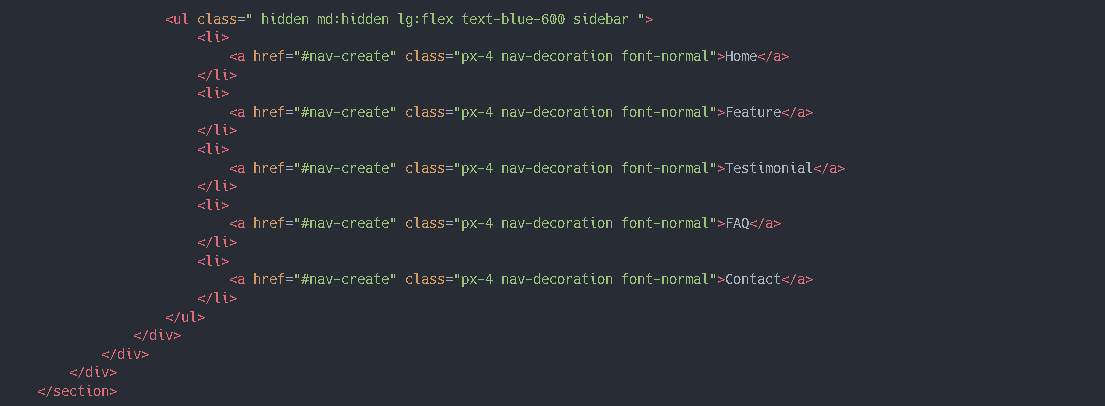 <ul class=" hidden md:hidden lg:flex text-blue-600 sidebar ">
<li>
<a href="#nav-create" class="px-4 nav-decoration font-normal">Home</a>
</li>
<li>
<a href="#nav-create" class="px-4 nav-decoration font-normal">Feature</a>
</li>
<li>
<a href="#nav-create" class="px-4 nav-decoration font-normal">Testimonial</a>
</li>
<li>
<a href="#nav-create" class="px-4 nav-decoration font-normal">FAQ</a>
</li>
<li>
<a href="#nav-create" class="px-4 nav-decoration font-normal">Contact</a>
</li>
</ul>
</div>
</div>
</div>
</section>